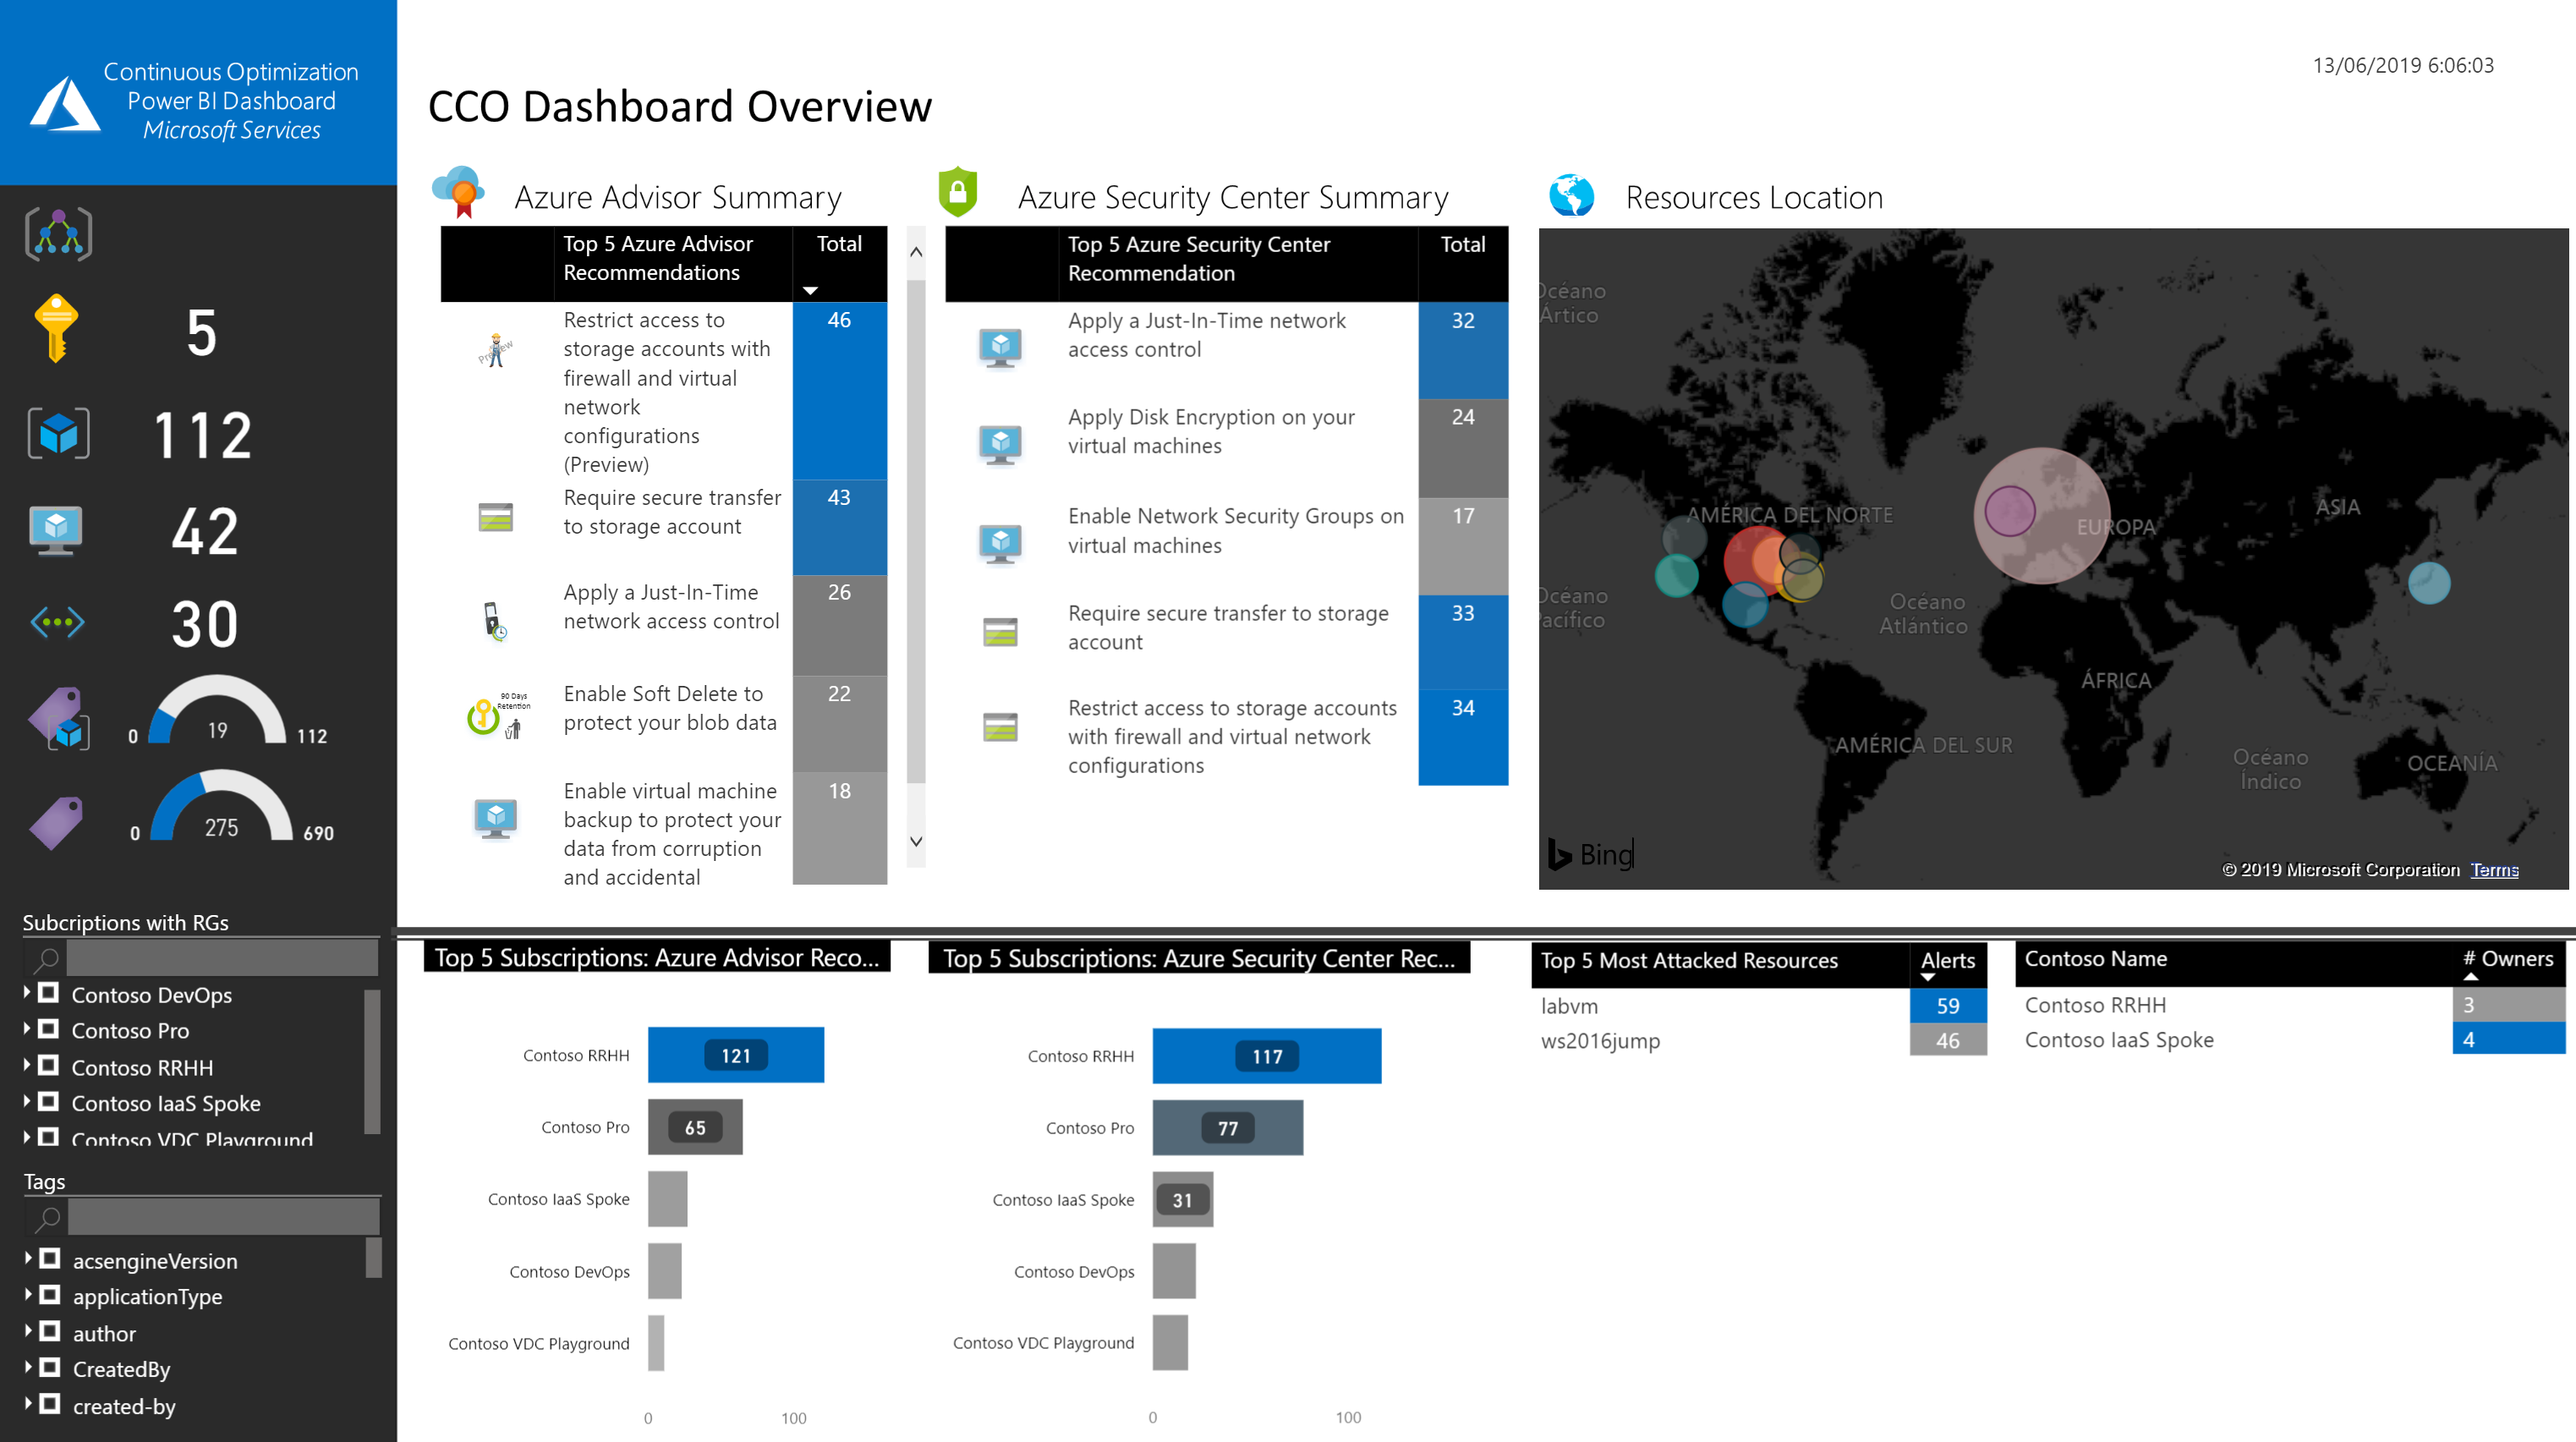 Continuous Optimization
Power BI Dashboard
Microsoft Services
5
112
42
30
0
19
112
0
275
690
Subcriptions with RGs
Contoso DevOps
Contoso Pro
Contoso RRHH
Contoso IaaS Spoke
Contoso VDC Playground
Tags
acsengineVersion
applicationType
author
CreatedBy
created-by
13/06/2019 6:06:03
CCO Dashboard Overview
Azure Advisor Summary
Top 5 Azure Advisor
Recommendations
Total
Preview
Restrict access to
storage accounts with
firewall and virtual
network
configurations
(Preview)
46
Require secure transfer
to storage account
43
Apply a Just-In-Time
network access control
26
90 Days
Retention
Enable Soft Delete to
protect your blob data
22
Enable virtual machine
backup to protect your
data from corruption
and accidental
18
Azure Security Center Summary
Top 5 Azure Security Center
Recommendation
Total
Apply a Just-In-Time network
access control
32
Apply Disk Encryption on your
virtual machines
24
Enable Network Security Groups on
virtual machines
17
Require secure transfer to storage
account
33
Restrict access to storage accounts
with firewall and virtual network
configurations
34
Resources Location
Océano
Ártico
AMÉRICA DEL NORTE
EUROPA
ASIA
Océano
Pacífico
Océano
Atlántico
ÁFRICA
AMÉRICA DEL SUR
Océano
Índico
OCEANÍA
Bing
© 2019 Microsoft Corporation Terms
Top 5 Subscriptions: Azure Advisor Reco...
Contoso RRHH
121
Contoso Pro
65
Contoso IaaS Spoke
Contoso DevOps
Contoso VDC Playground
0
100
Top 5 Subscriptions: Azure Security Center Rec...
Contoso RRHH
117
Contoso Pro
77
Contoso IaaS Spoke
31
Contoso DevOps
Contoso VDC Playground
0
100
Top 5 Most Attacked Resources
Alerts
labvm
59
ws2016jump
46
Contoso Name
# Owners
Contoso RRHH
3
Contoso IaaS Spoke
4